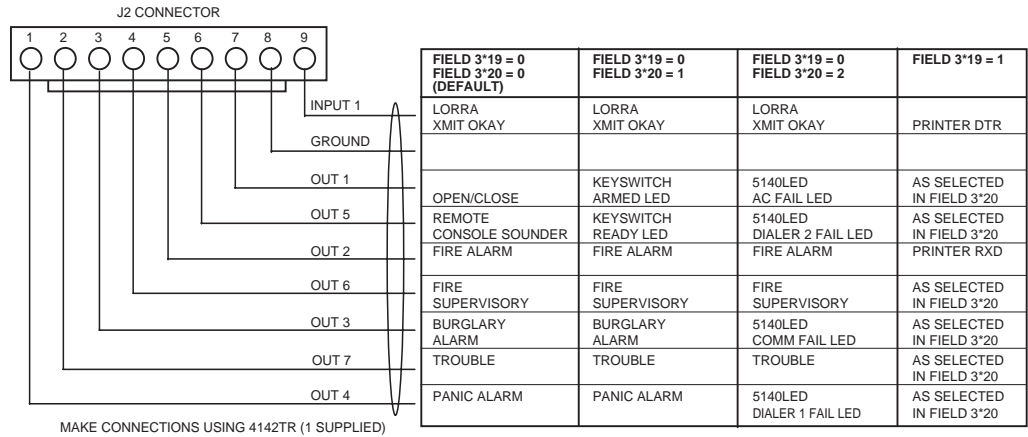 J2 CONNECTOR
1 2 3 4 5 6 7 8 9
FIELD 3*19 = 0 FIELD 3*19 = 0 FIELD 3*19 = 0 FIELD 3*19 = 1
FIELD 3*20 = 0 FIELD 3*20 = 1 FIELD 3*20 = 2
(DEFAULT)
INPUT 1 LORRA LORRA LORRA
XMIT OKAY XMIT OKAY XMIT OKAY PRINTER DTR
GROUND
OUT 1 KEYSWITCH 5140LED AS SELECTED
OPEN/CLOSE ARMED LED AC FAIL LED IN FIELD 3*20
OUT 5 REMOTE KEYSWITCH 5140LED AS SELECTED
CONSOLE SOUNDER READY LED DIALER 2 FAIL LED IN FIELD 3*20
OUT 2 FIRE ALARM FIRE ALARM FIRE ALARM PRINTER RXD
OUT 6 FIRE FIRE FIRE AS SELECTED
SUPERVISORY SUPERVISORY SUPERVISORY IN FIELD 3*20
OUT 3 BURGLARY BURGLARY 5140LED AS SELECTED
ALARM ALARM COMM FAIL LED IN FIELD 3*20
OUT 7 TROUBLE TROUBLE TROUBLE AS SELECTED
IN FIELD 3*20
OUT 4 PANIC ALARM PANIC ALARM 5140LED AS SELECTED
DIALER 1 FAIL LED IN FIELD 3*20
MAKE CONNECTIONS USING 4142TR (1 SUPPLIED)